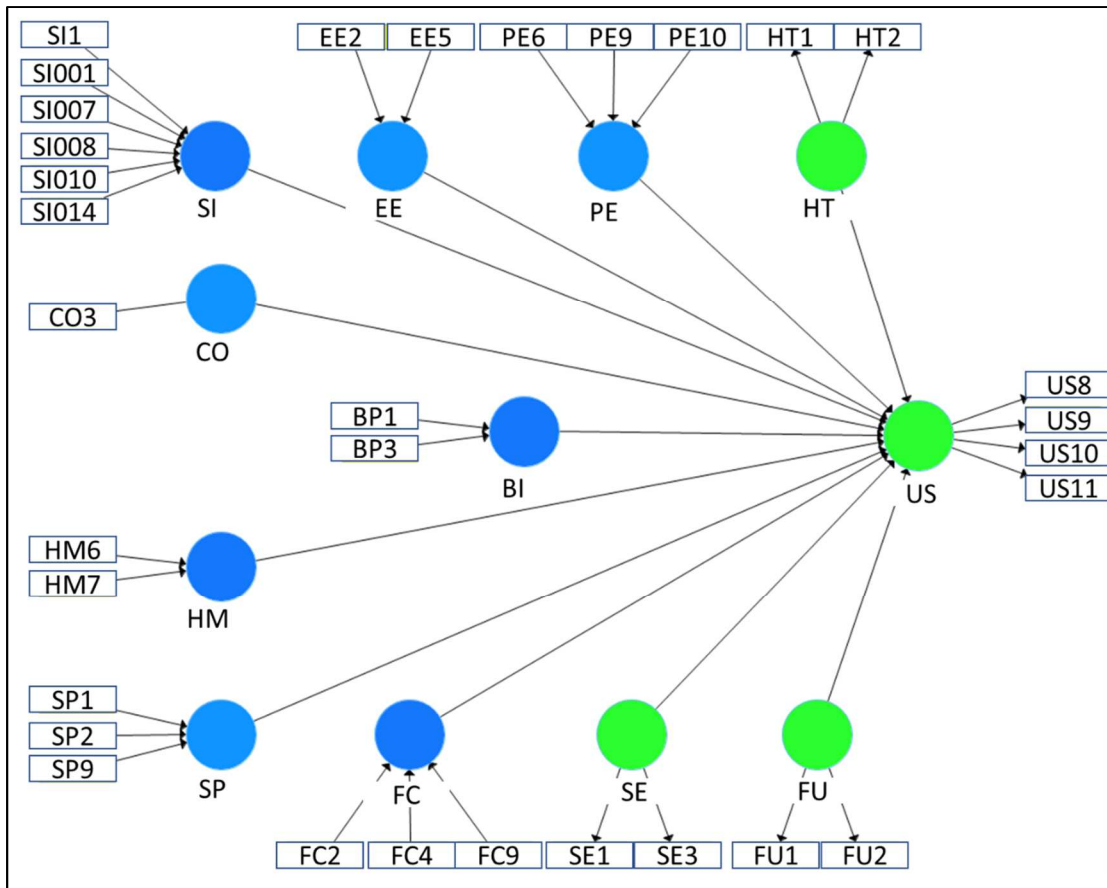 SI1
SI001
SI007
SI008
SI010
SI014
SI
EE2
EE5
EE
PE6
PE9
PE10
PE
HT1
HT2
HT
CO3
CO
BP1
BP3
BI
US8
US9
US10
US11
US
HM6
HM7
HM
SP1
SP2
SP9
SP
FC
FC2
FC4
FC9
SE
SE1
SE3
FU
FU1
FU2